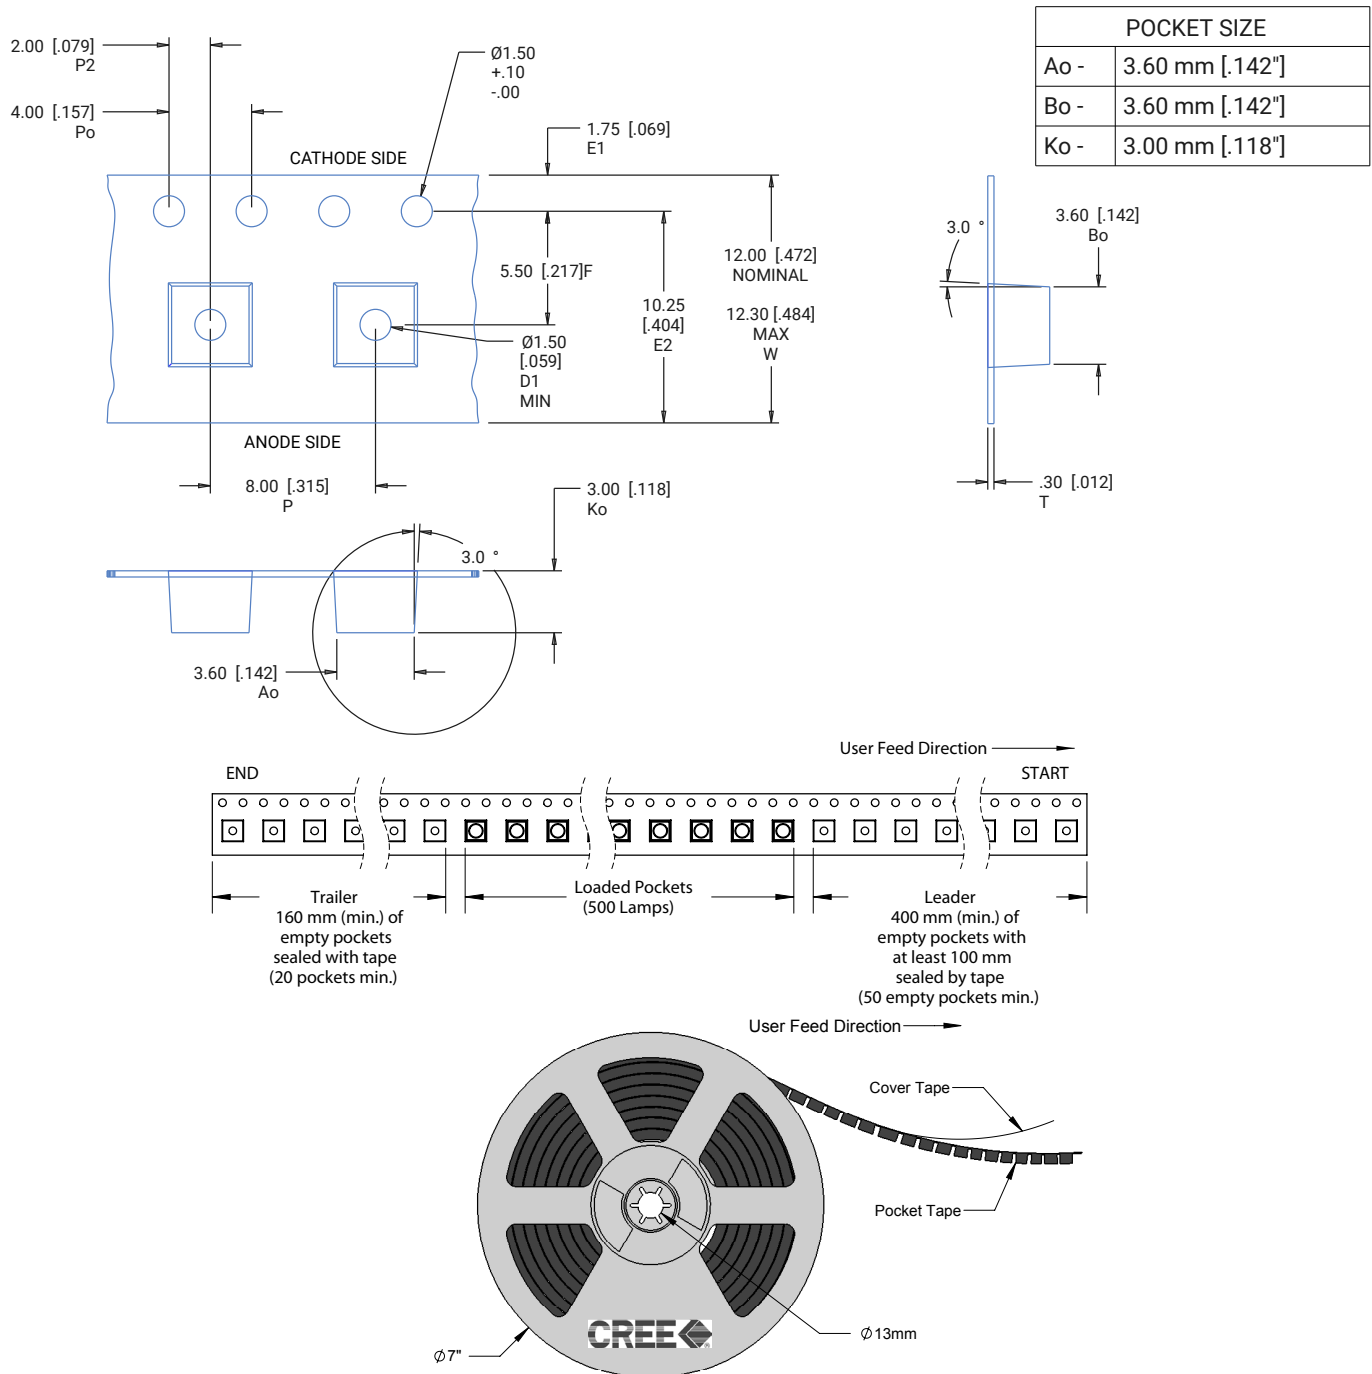 POCKET SIZE
Ao - 3.60 mm [.142"]
Bo - 3.60 mm [.142"]
Ko - 3.00 mm [.118"]
2.00 [.079]
P2
4.00 [.157]
Po
Ø1.50
+.10
-.00
1.75 [.069]
E1
CATHODE SIDE
5.50 [.217]F
12.00 [.472]
NOMINAL
12.30 [.484]
MAX
W
10.25
[.404]
E2
Ø1.50
[.059]
D1
MIN
ANODE SIDE
8.00 [.315]
P
3.0 °
3.60 [.142]
Bo
.30 [.012]
T
3.00 [.118]
Ko
3.0 °
3.60 [.142]
Ao
User Feed Direction
END
START
Trailer
160 mm (min.) of
empty pockets
sealed with tape
(20 pockets min.)
Loaded Pockets
(500 Lamps)
Leader
400 mm (min.) of
empty pockets with
at least 100 mm
sealed by tape
(50 empty pockets min.)
User Feed Direction
Cover Tape
Pocket Tape
CREE
Ø13mm
Ø7"